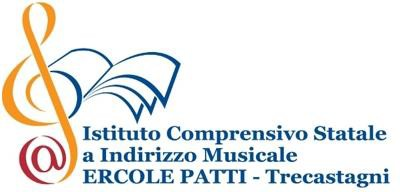 @
Istituto Comprensivo Statale
a Indirizzo Musicale
ERCOLE PATTI - Trecastagni